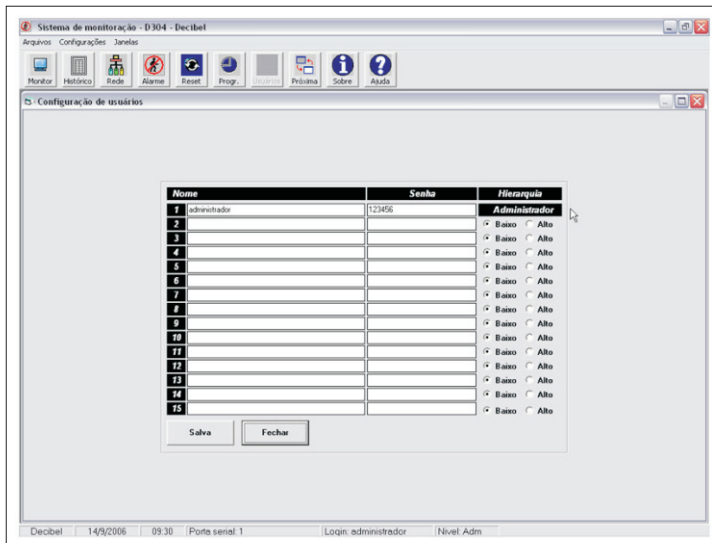 Sistema de monitoração - D304 - Decibel
Arquivos Configurações Janelas
Monitor Histórico Rede Alarme Reset Progr. Usuários Próxima Sobre Ajuda
Configuração de usuários
Nome Senha Hierarquia
1 administrador 123456 Administrador
2 Baixo Alto
3 Baixo Alto
4 Baixo Alto
5 Baixo Alto
6 Baixo Alto
7 Baixo Alto
8 Baixo Alto
9 Baixo Alto
10 Baixo Alto
11 Baixo Alto
12 Baixo Alto
13 Baixo Alto
14 Baixo Alto
15 Baixo Alto
Salva Fechar
Decibel 14/9/2006 09:30 Porta serial: 1 Login: administrador Nível: Adm